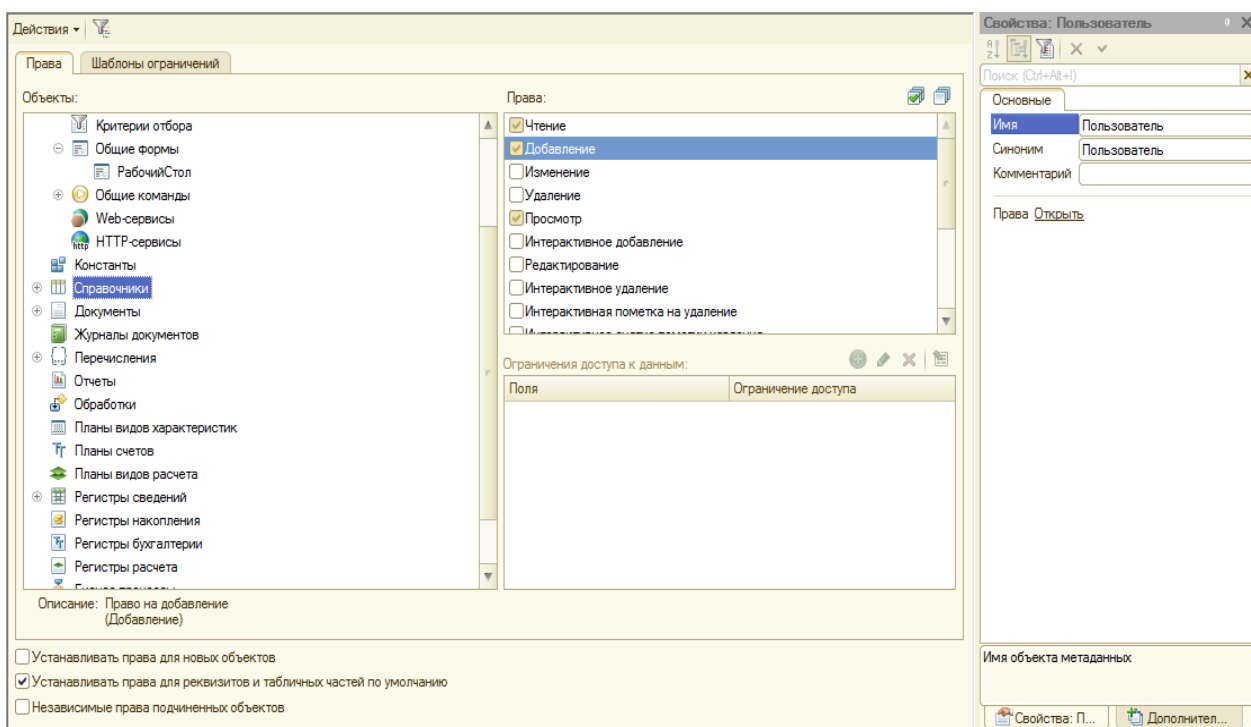 Действия
Права
Шаблоны ограничений
Объекты:
Критерии отбора
Общие формы
РабочийСтол
Общие команды
Web-сервисы
HTTP-сервисы
Константы
Справочники
Документы
Журналы документов
Перечисления
Отчеты
Обработки
Планы видов характеристик
Планы счетов
Планы видов расчета
Регистры сведений
Регистры накопления
Регистры бухгалтерии
Регистры расчета
Описание: Право на добавление
(Добавление)
Права:
Чтение
Добавление
Изменение
Удаление
Просмотр
Интерактивное добавление
Редактирование
Интерактивное удаление
Интерактивная пометка на удаление
Ограничения доступа к данным:
Поля
Ограничение доступа
Устанавливать права для новых объектов
Устанавливать права для реквизитов и табличных частей по умолчанию
Независимые права подчиненных объектов
Свойства: Пользователь
Поиск (Ctrl+Alt+I)
Основные
Имя Пользователь
Синоним Пользователь
Комментарий
Права Открыть
Имя объекта метаданных
Свойства: П...
Дополнител...